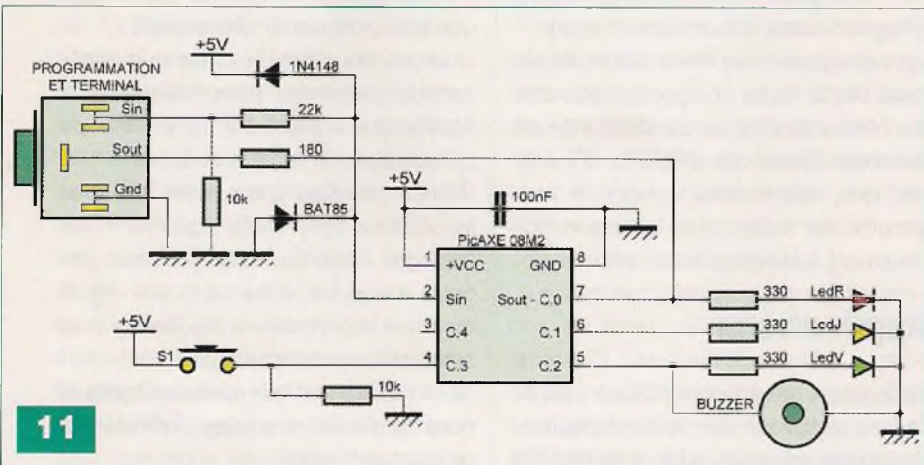 +5V
1N4148
PROGRAMMATION
ET TERMINAL
Sin
22k
Sout
180
+5V
Gnd
10k
BAT85
100nF
PicAXE 08M2
1 +VCC GND 8
2 Sin Sout - C.0 7
330 LedR
+5V
3 C.4 C.1 6
330 LedJ
S1
4 C.3 C.2 5
330 LedV
10k
BUZZER
11